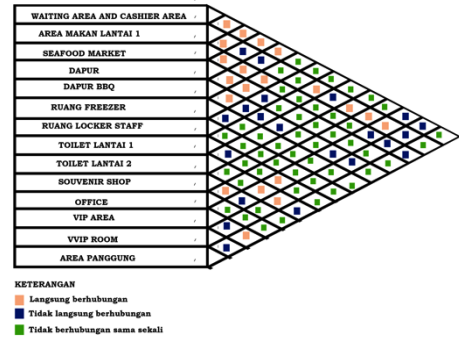 WAITING AREA AND CASHIER AREA
AREA MAKAN LANTAI 1
SEAFOOD MARKET
DAPUR
DAPUR BBQ
RUANG FREEZER
RUANG LOCKER STAFF
TOILET LANTAI 1
TOILET LANTAI 2
SOUVENIR SHOP
OFFICE
VIP AREA
VVIP ROOM
AREA PANGGUNG
KETERANGAN
Langsung berhubungan
Tidak langsung berhubungan
Tidak berhubungan sama sekali